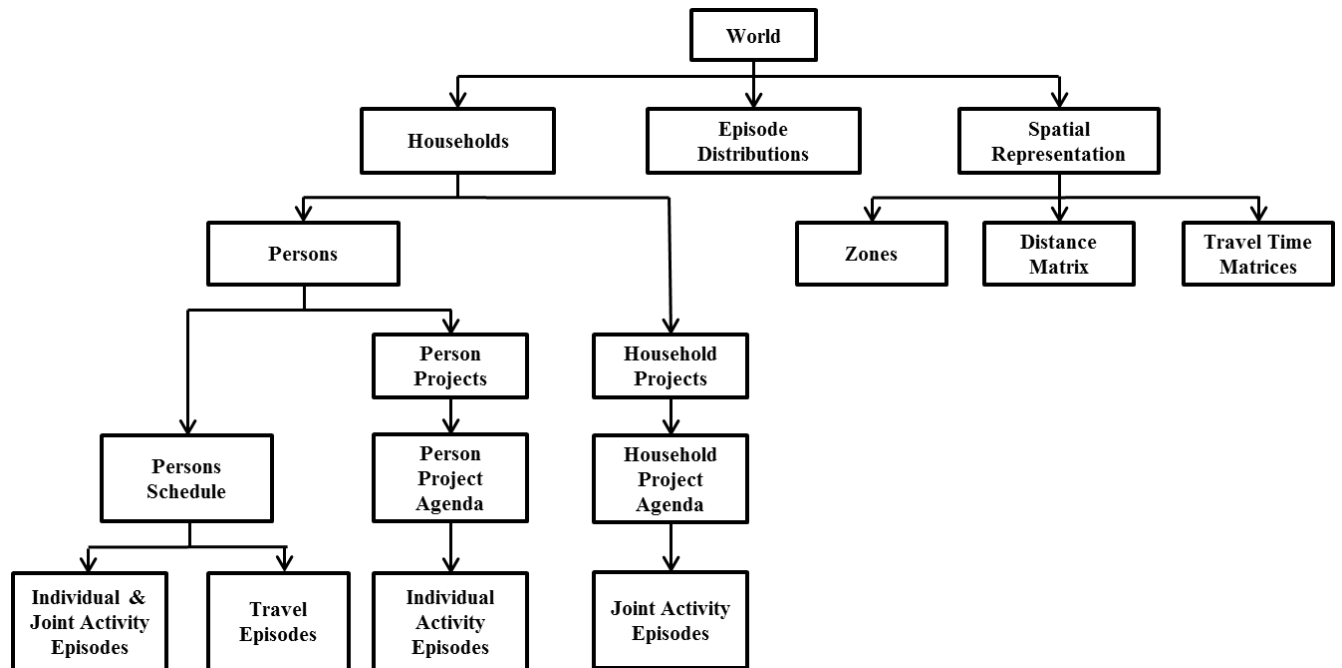 World
Households
Episode
Distributions
Spatial
Representation
Persons
Zones
Distance
Matrix
Travel Time
Matrices
Person
Projects
Household
Projects
Persons
Schedule
Person
Project
Agenda
Household
Project
Agenda
Individual &
Joint Activity
Episodes
Travel
Episodes
Individual
Activity
Episodes
Joint Activity
Episodes